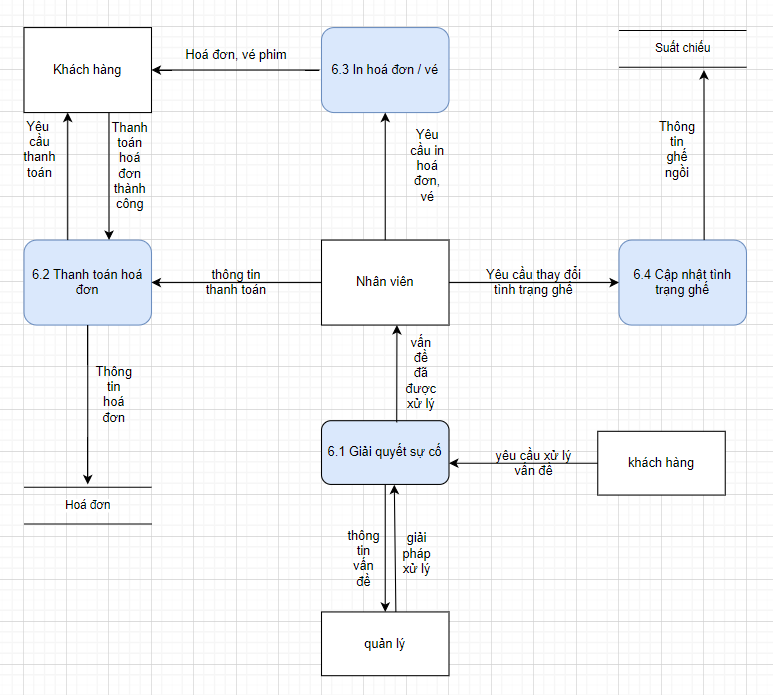 Khách hàng
Hoá đơn, vé phim
6.3 In hoá đơn / vé
Suất chiếu
Yêu
cầu
thanh
toán
Thanh
toán
hoá
đơn
thành
công
Yêu
cầu in
hoá
đơn,
vé
Thông
tin
ghế
ngồi
6.2 Thanh toán hoá
đơn
thông tin
thanh toán
Nhân viên
Yêu cầu thay đổi
tình trạng ghế
6.4 Cập nhật tình
trạng ghế
Thông
tin
hoá
đơn
vấn
đề
đã
được
xử lý
6.1 Giải quyết sự cố
yêu cầu xử lý
vấn đề
khách hàng
Hoá đơn
thông
tin
vấn
đề
giải
pháp
xử lý
quản lý